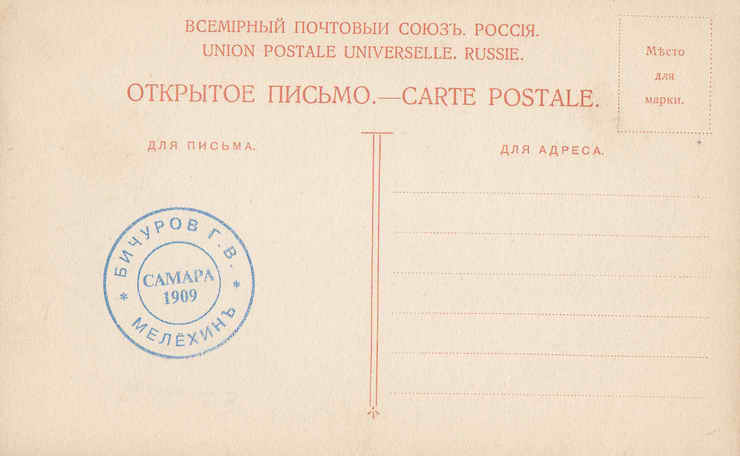 ВСЕМІРНЫЙ ПОЧТОВЫИ СОЮЗЪ. РОССІЯ.
UNION POSTALE UNIVERSELLE. RUSSIE.
ОТКРЫТОЕ ПИСЬМО.—CARTE POSTALE.
Мѣсто
для
марки.
ДЛЯ ПИСЬМА.
ДЛЯ АДРЕСА.
БИЧУРОВ Г.В.
САМАРА
1909
* МЕЛЁХИНЪ *